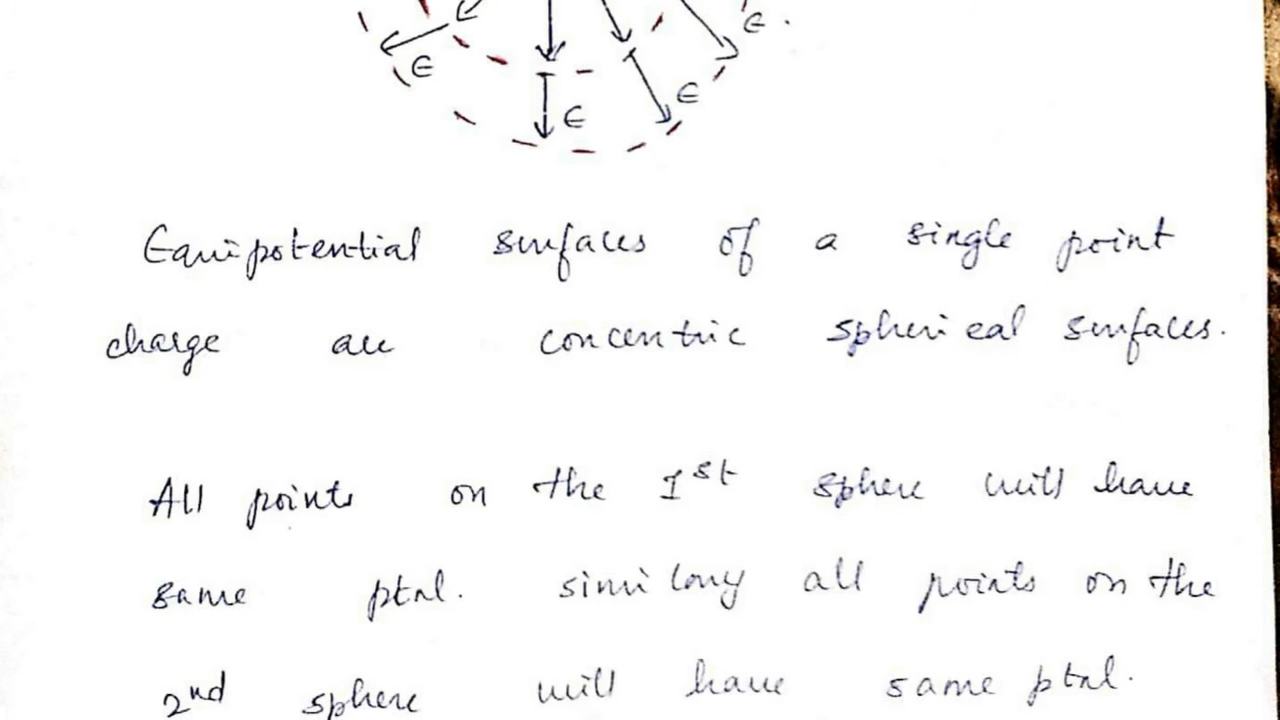 E
E
E
E
Equipotential surfaces of a single point
charge are concentric spherical surfaces.
All points on the 1st sphere will have
same ptnl. similarly all points on the
2nd sphere will have same ptnl.